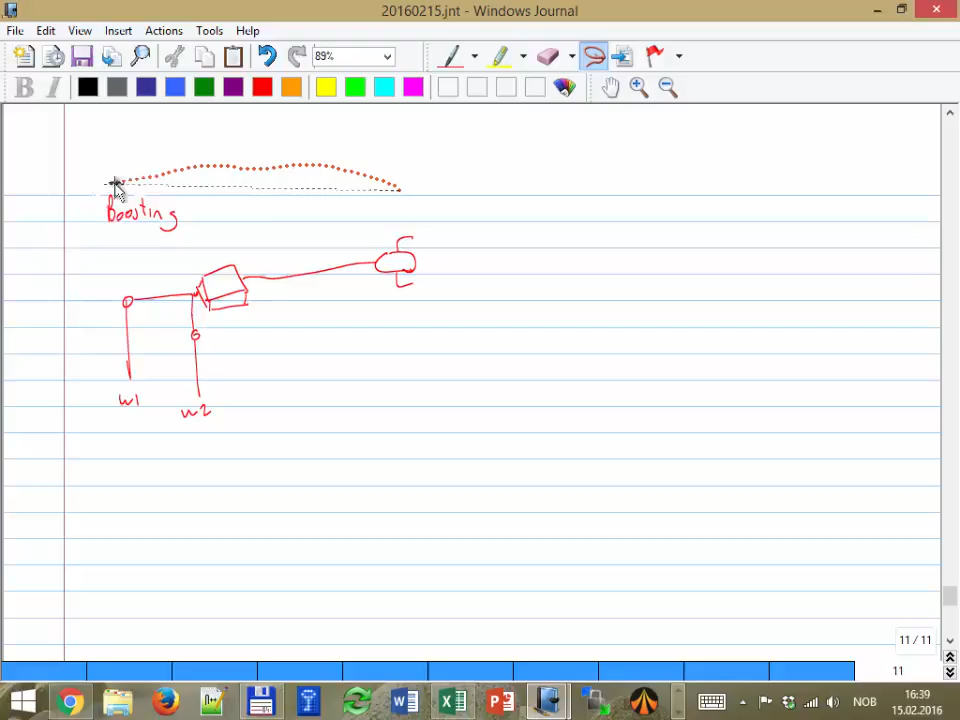 20160215.jnt - Windows Journal
File Edit View Insert Actions Tools Help
89%
B I
Boosting
w1
w2
11 / 11
11
NOB
16:39
15.02.2016